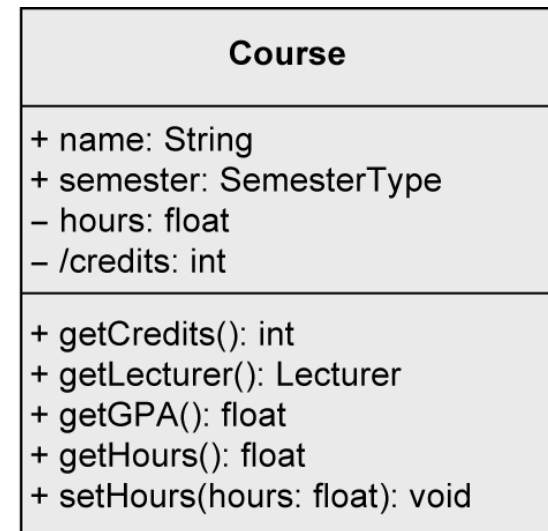 Course
+ name: String
+ semester: SemesterType
– hours: float
– /credits: int
+ getCredits(): int
+ getLecturer(): Lecturer
+ getGPA(): float
+ getHours(): float
+ setHours(hours: float): void